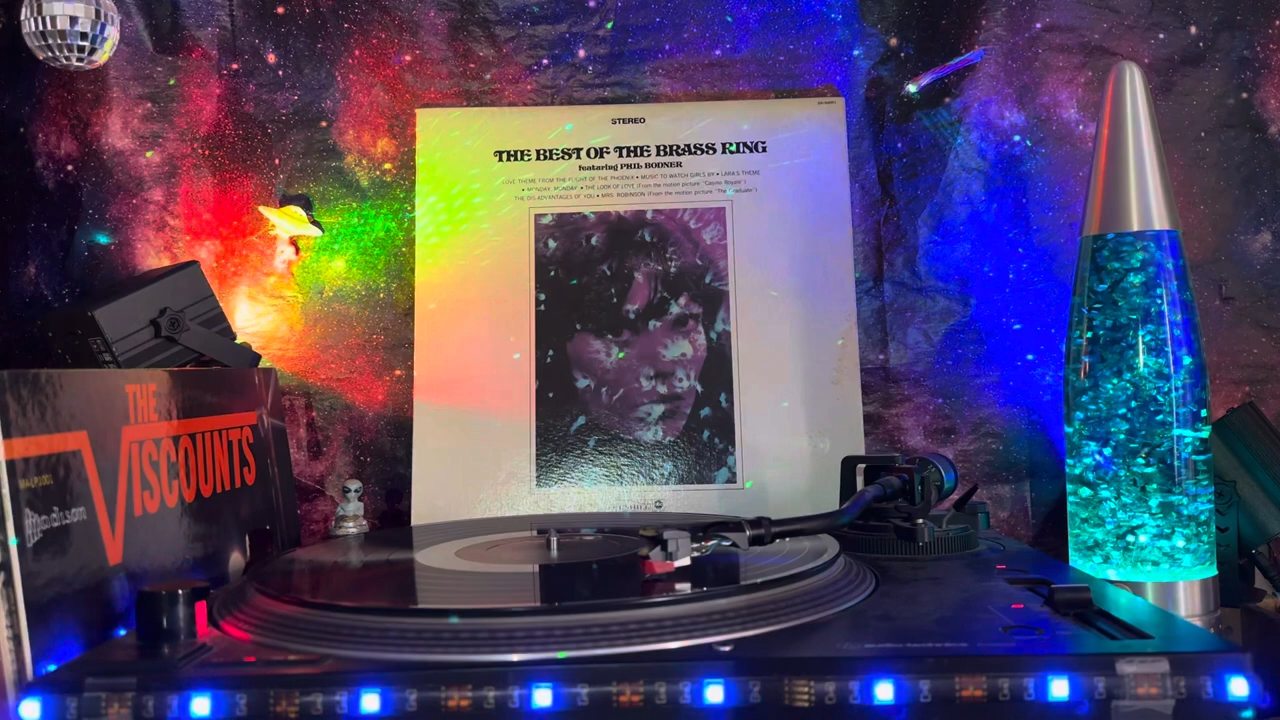 STEREO
THE BEST OF THE BRASS RING
featuring PHIL BODNER
LOVE THEME FROM THE FLIGHT OF THE PHOENIX • MUSIC TO WATCH GIRLS BY • LARA'S THEME
• MONDAY, MONDAY • THE LOOK OF LOVE (From the motion picture "Casino Royale")
THE DIS-ADVANTAGES OF YOU • MRS. ROBINSON (From the motion picture "The Graduate")
THE
VISCOUNTS
Madison